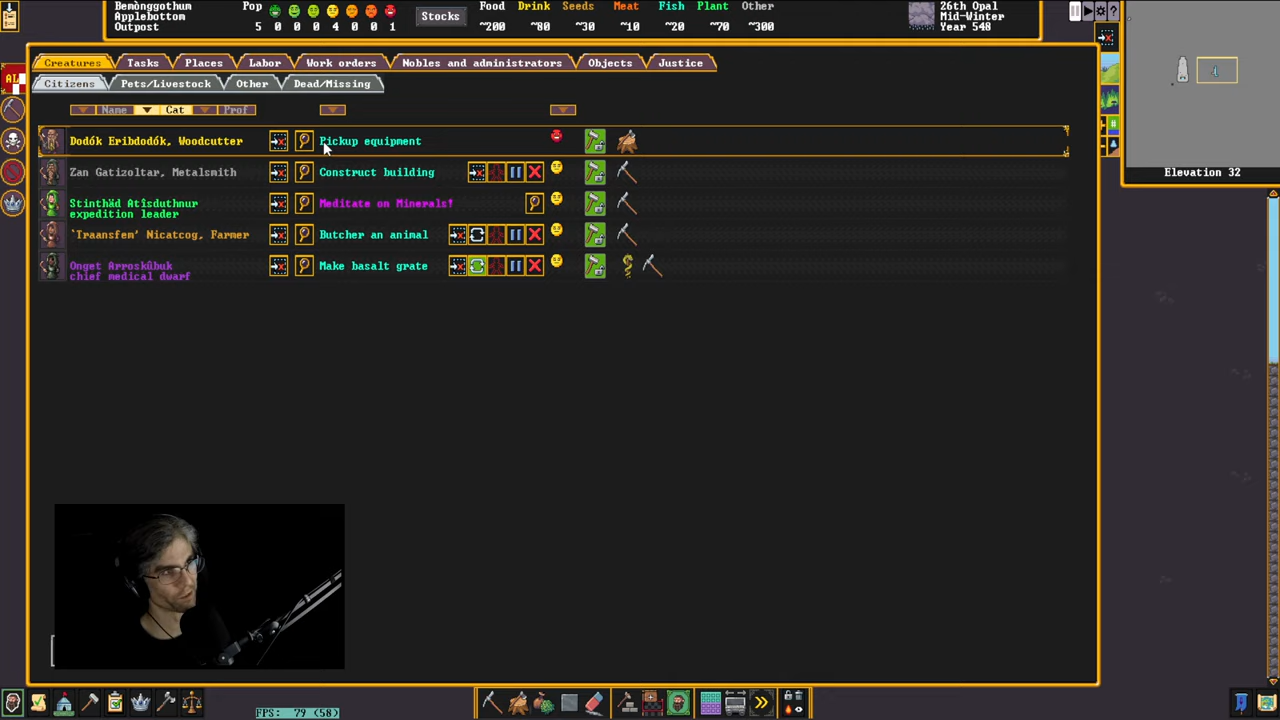 Bemònggothum
Applebottom
Outpost
Pop
5 0 0 0 4 0 0 1
Stocks
Food Drink Seeds Meat Fish Plant Other
~200 ~80 ~30 ~10 ~20 ~70 ~300
26th Opal
Mid-Winter
Year 548
Elevation 32
Creatures Tasks Places Labor Work orders Nobles and administrators Objects Justice
Citizens Pets/Livestock Other Dead/Missing
Name Cat Prof
Dodók Eribdodók, Woodcutter Pickup equipment
Zan Gatizoltar, Metalsmith Construct building
Stinthäd Atîsduthnur
expedition leader
Meditate on Minerals!
`Traansfem' Nicatcog, Farmer Butcher an animal
Onget Arroskûbuk
chief medical dwarf
Make basalt grate
FPS: 79 (58)